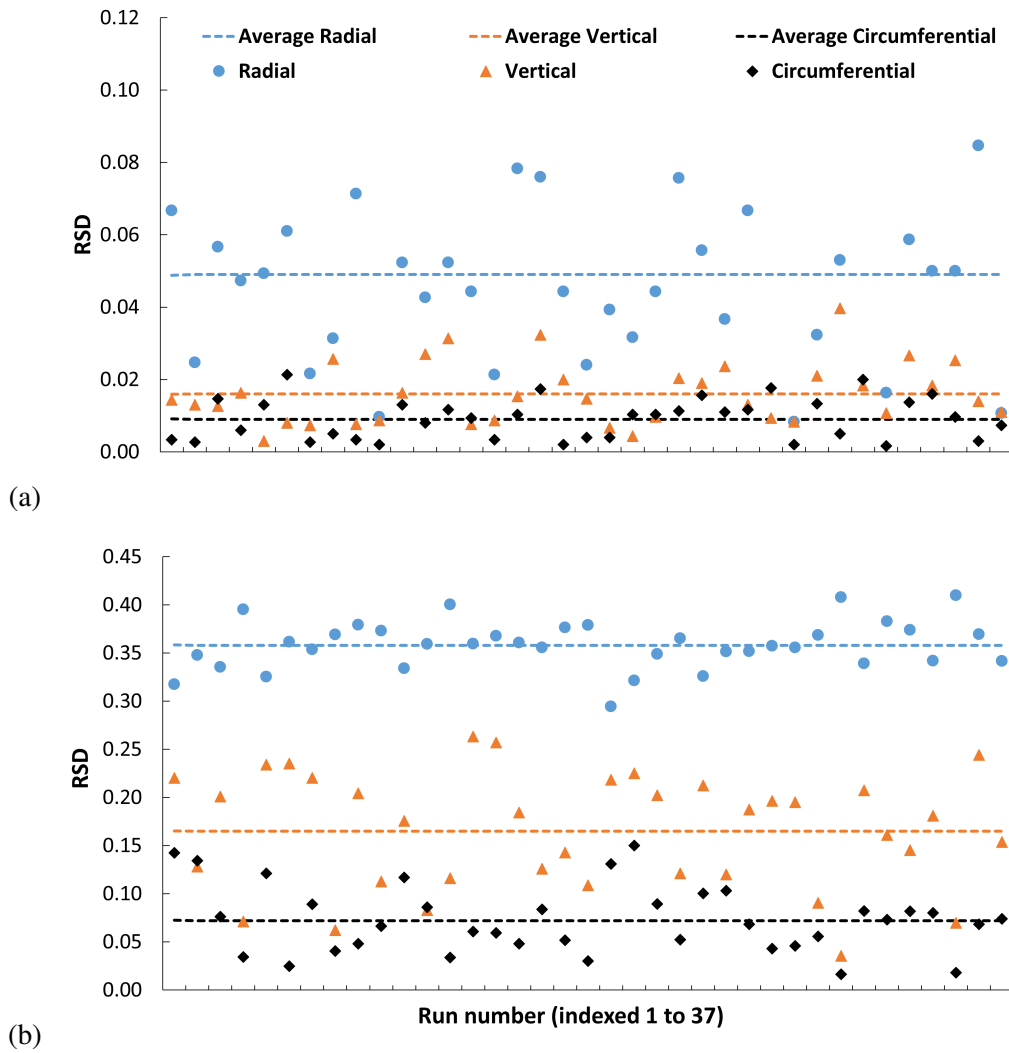 0.12
Average Radial Average Vertical Average Circumferential
Radial Vertical Circumferential
0.10
0.08
0.06
RSD
0.04
0.02
0.00
(a)
0.45
0.40
0.35
0.30
0.25
RSD
0.20
0.15
0.10
0.05
0.00
Run number (indexed 1 to 37)
(b)